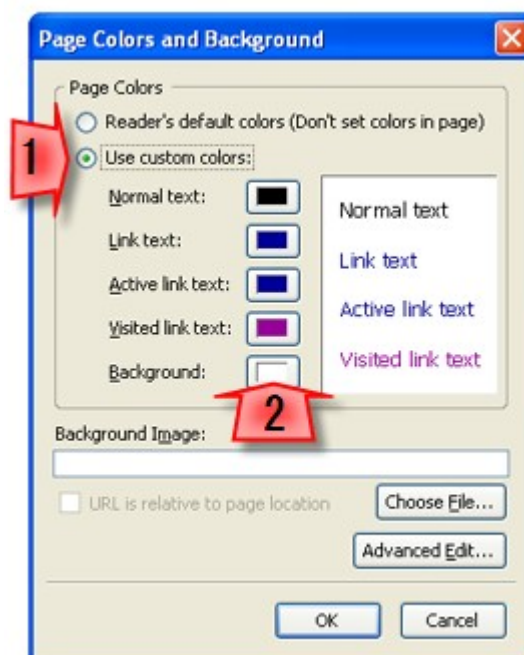 Page Colors and Background
Page Colors
Reader's default colors (Don't set colors in page)
1
Use custom colors:
Normal text:
Normal text
Link text:
Link text
Active link text:
Active link text
Visited link text:
Visited link text
Background:
2
Background Image:
URL is relative to page location
Choose File...
Advanced Edit...
OK
Cancel